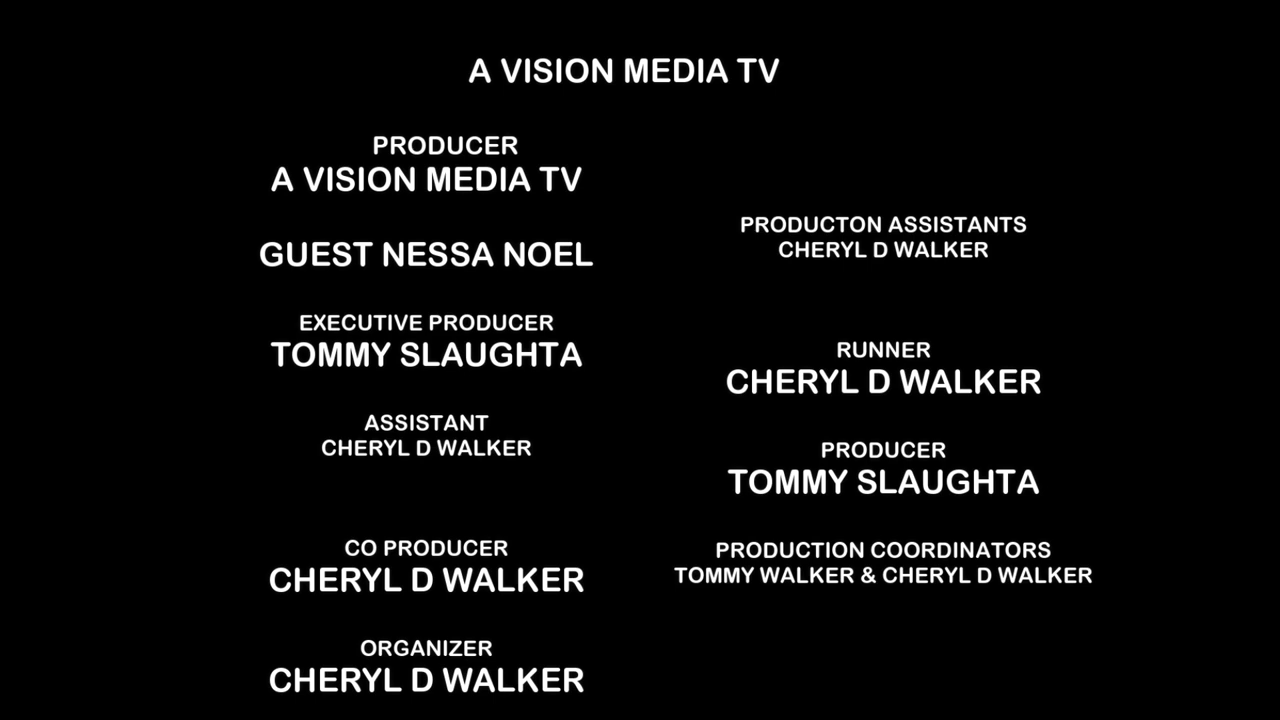 A VISION MEDIA TV
PRODUCER
A VISION MEDIA TV
GUEST NESSA NOEL
EXECUTIVE PRODUCER
TOMMY SLAUGHTA
ASSISTANT
CHERYL D WALKER
CO PRODUCER
CHERYL D WALKER
ORGANIZER
CHERYL D WALKER
PRODUCTON ASSISTANTS
CHERYL D WALKER
RUNNER
CHERYL D WALKER
PRODUCER
TOMMY SLAUGHTA
PRODUCTION COORDINATORS
TOMMY WALKER & CHERYL D WALKER